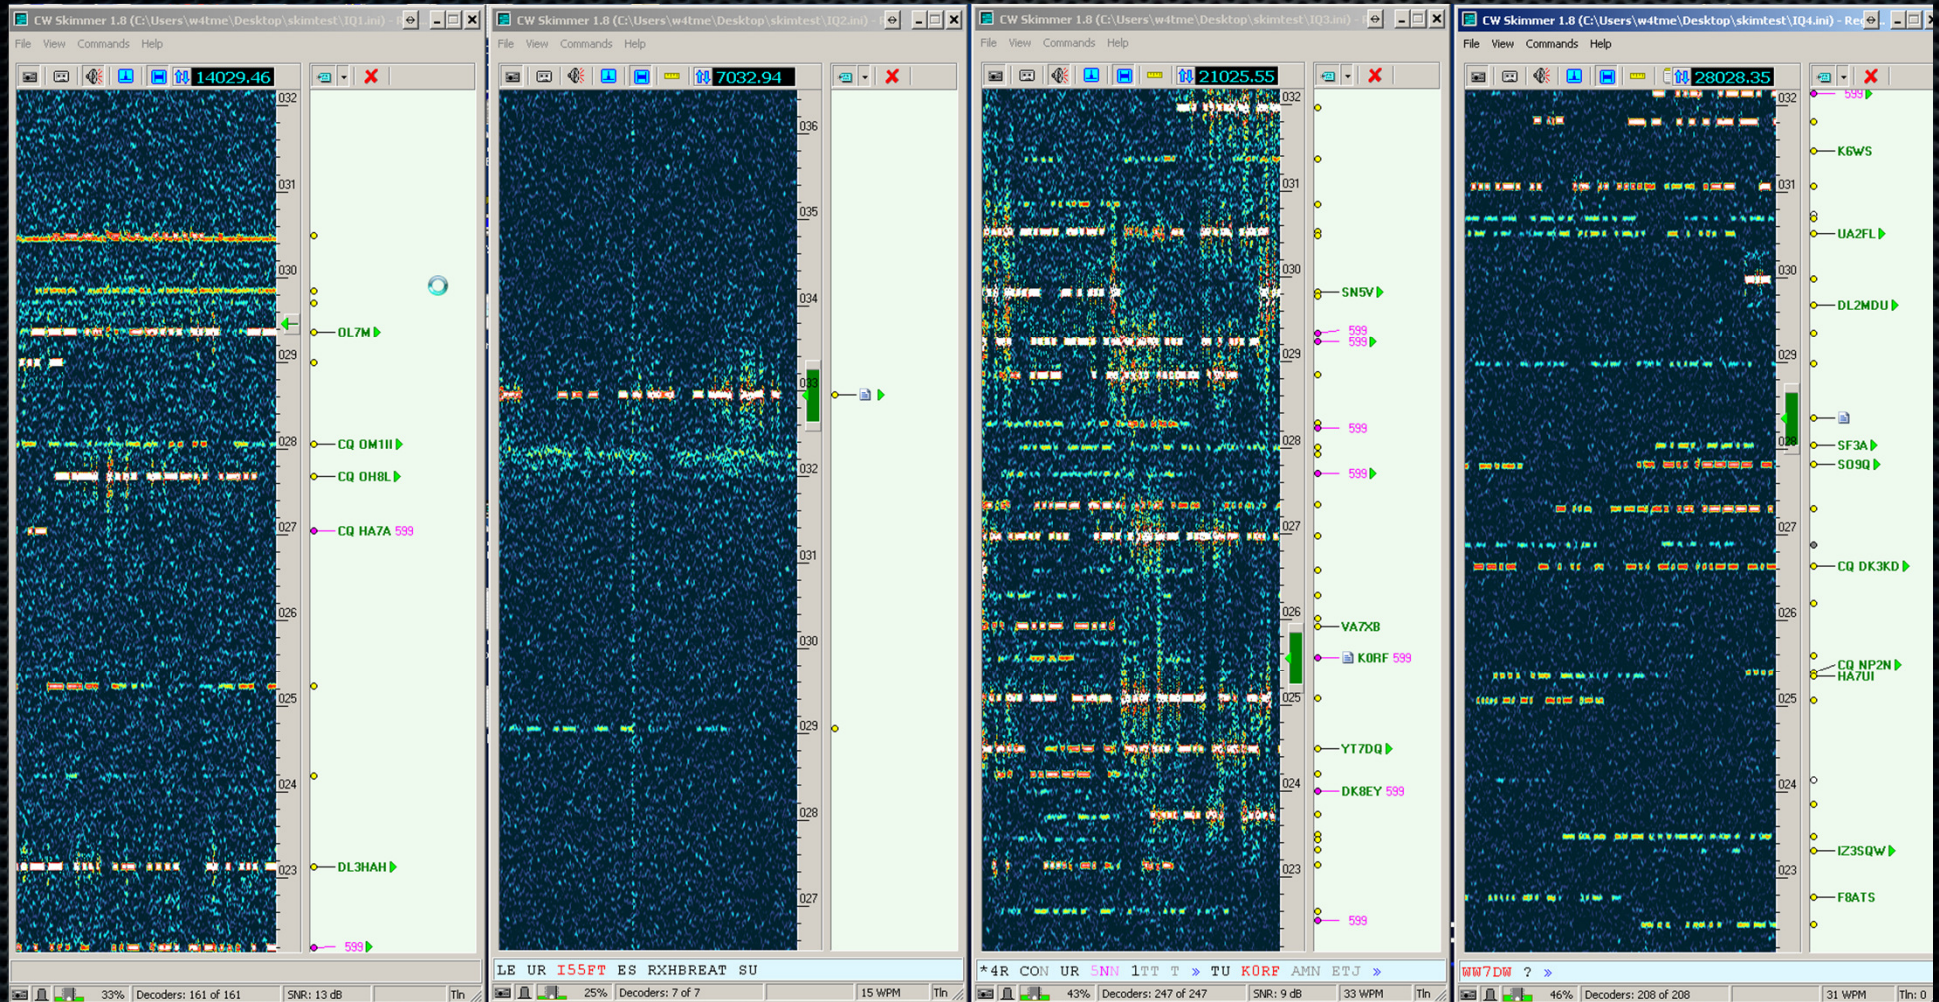 CW Skimmer 1.8 (C:\Users\w4tme\Desktop\skimtest\IQ1.ini) -
File View Commands Help
14029.46
032
031
030
OL7M
029
028
CQ OM1II
CQ OH8L
027
CQ HA7A 599
026
025
024
DL3HAH
023
599
33% Decoders: 161 of 161 SNR: 13 dB Tln
CW Skimmer 1.8 (C:\Users\w4tme\Desktop\skimtest\IQ2.ini) -
File View Commands Help
7032.94
036
035
034
033
032
031
030
029
028
027
LE UR I55FT ES RXHBREAT SU
25% Decoders: 7 of 7 15 WPM Tln
CW Skimmer 1.8 (C:\Users\w4tme\Desktop\skimtest\IQ3.ini) -
File View Commands Help
21025.55
032
031
030
SN5V
599
599
029
599
028
599
027
026
VA7XB
K0RF 599
025
YT7DQ
024
DK8EY 599
023
599
*4R CON UR 5NN 1TT T » TU K0RF AMN ETJ »
43% Decoders: 247 of 247 SNR: 9 dB 33 WPM Tln
CW Skimmer 1.8 (C:\Users\w4tme\Desktop\skimtest\IQ4.ini) -
File View Commands Help
28028.35
032
599
K6WS
031
UA2FL
030
DL2MDU
029
028
SF3A
SO9Q
027
CQ DK3KD
026
CQ NP2N
HA7UI
025
024
IZ3SQW
023
F8ATS
WW7DW ? »
46% Decoders: 208 of 208 31 WPM Tln: 0